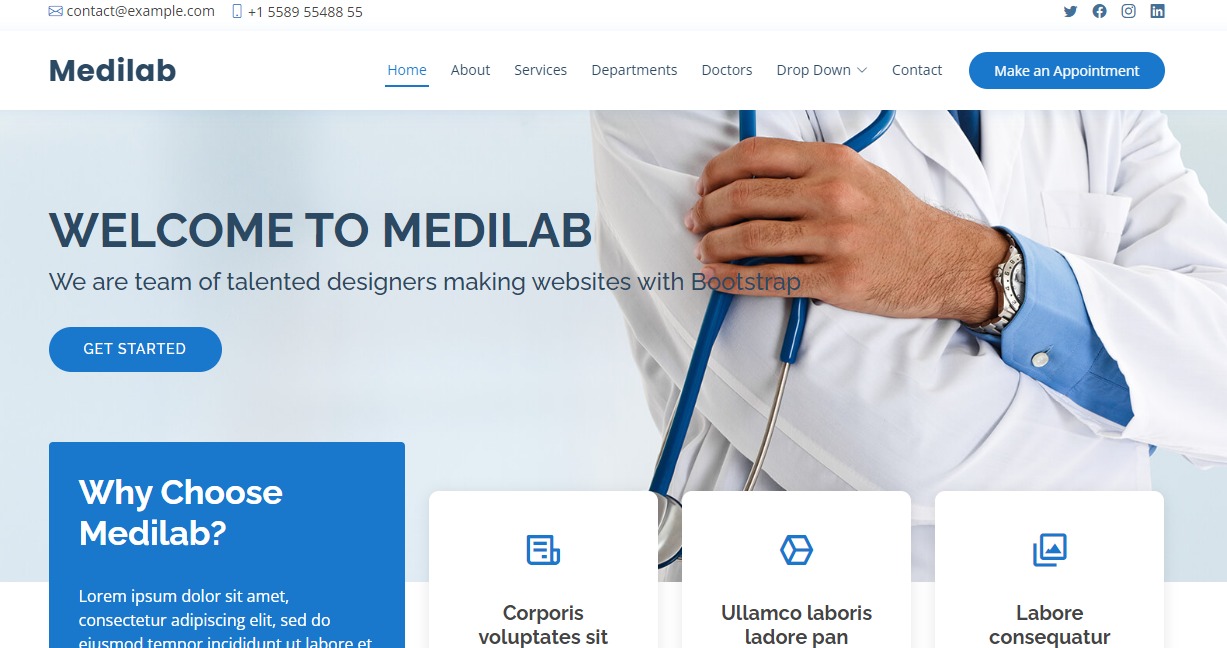 contact@example.com +1 5589 55488 55
Medilab
Home About Services Departments Doctors Drop Down Contact Make an Appointment
WELCOME TO MEDILAB
We are team of talented designers making websites with Bootstrap
GET STARTED
Why Choose
Medilab?
Lorem ipsum dolor sit amet,
consectetur adipiscing elit, sed do
eiusmod tempor incididunt ut labore et
Corporis
voluptates sit
Ullamco laboris
ladore pan
Labore
consequatur